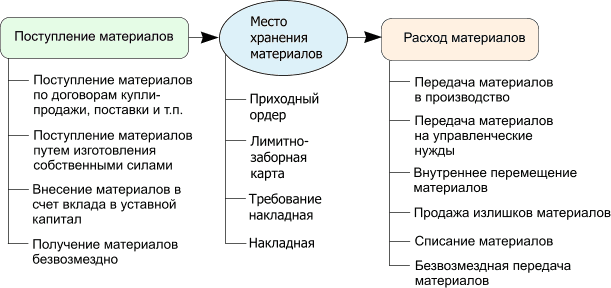 Поступление материалов
Поступление материалов
по договорам купли-
продажи, поставки и т.п.
Поступление материалов
путем изготовления
собственными силами
Внесение материалов в
счет вклада в уставной
капитал
Получение материалов
безвозмездно
Место
хранения
материалов
Приходный
ордер
Лимитно-
заборная
карта
Требование
накладная
Накладная
Расход материалов
Передача материалов
в производство
Передача материалов
на управленческие
нужды
Внутреннее перемещение
материалов
Продажа излишков материалов
Списание материалов
Безвозмездная передача
материалов